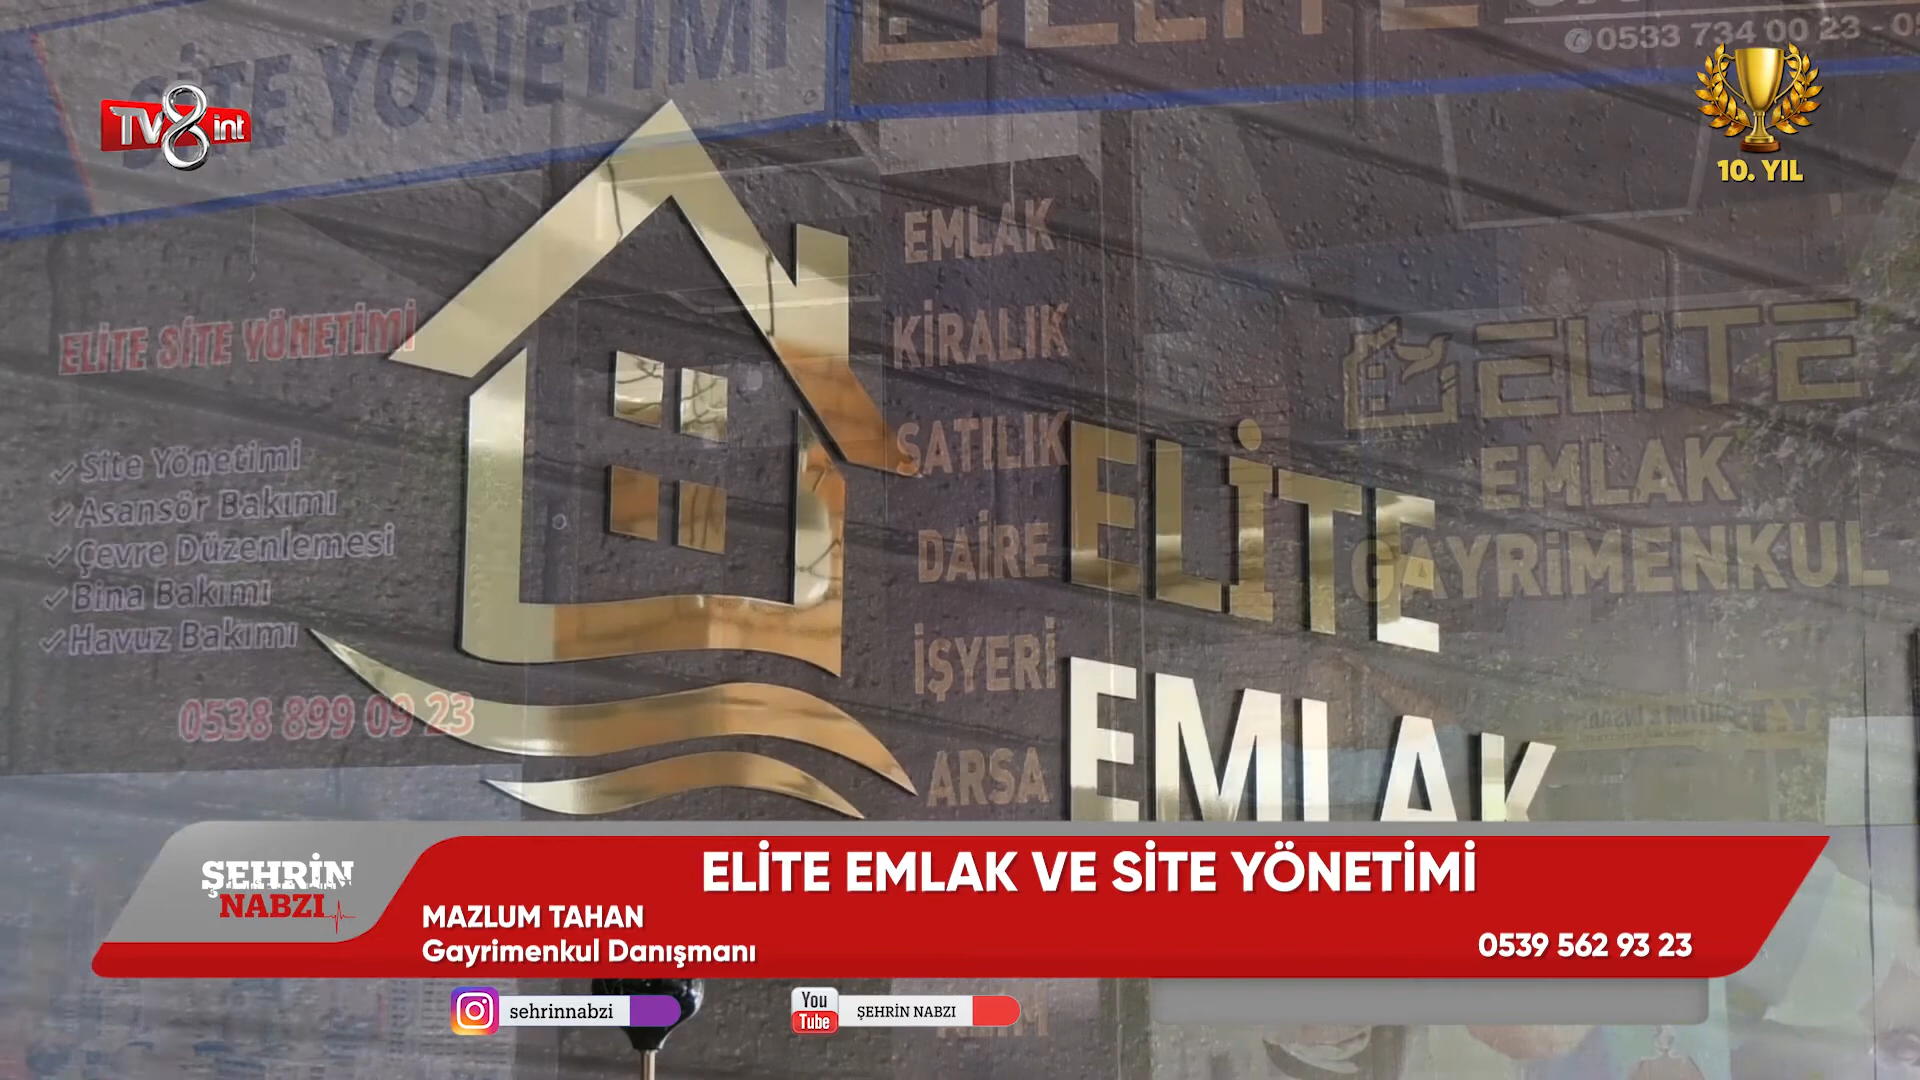 SİTE YÖNETİMİ
ELİTE
0533 734 00 23 - 0
TV8 int
10. YIL
ELİTE SİTE YÖNETİMİ
Site Yönetimi
Asansör Bakımı
Çevre Düzenlemesi
Bina Bakımı
Havuz Bakımı
0538 899 09 23
EMLAK
KİRALIK
SATILIK
DAİRE
İŞYERİ
ARSA
ELİTE
EMLAK
ELİTE
EMLAK
GAYRİMENKUL
ŞEHRİN
NABZI
ELİTE EMLAK VE SİTE YÖNETİMİ
MAZLUM TAHAN
Gayrimenkul Danışmanı
0539 562 93 23
sehrinnabzi
You
Tube
ŞEHRİN NABZI